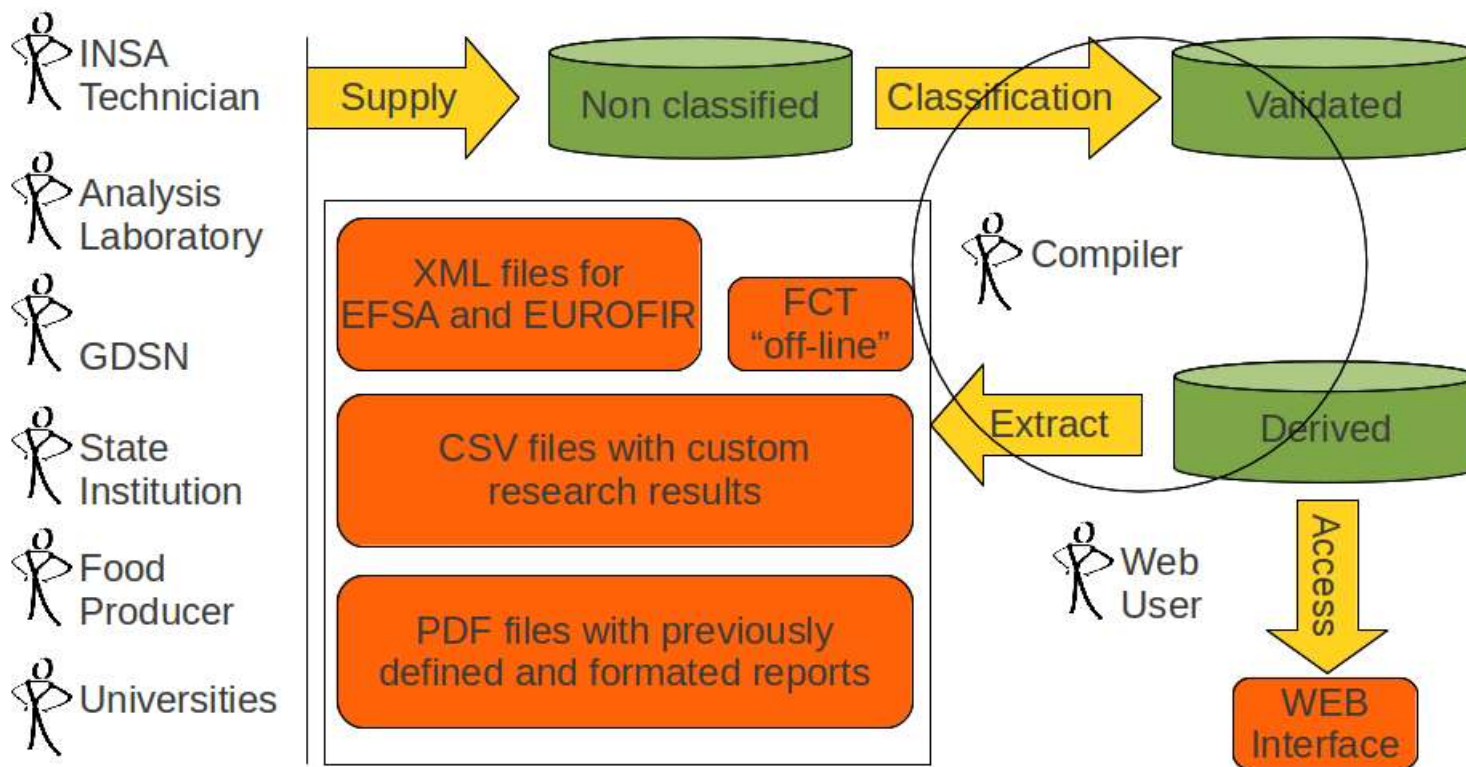 INSA
Technician
Analysis
Laboratory
GDSN
State
Institution
Food
Producer
Universities
Supply
Non classified
Classification
Validated
XML files for
EFSA and EUROFIR
FCT
“off-line”
Compiler
CSV files with custom
research results
Extract
Derived
PDF files with previously
defined and formated reports
Web
User
Access
WEB
Interface